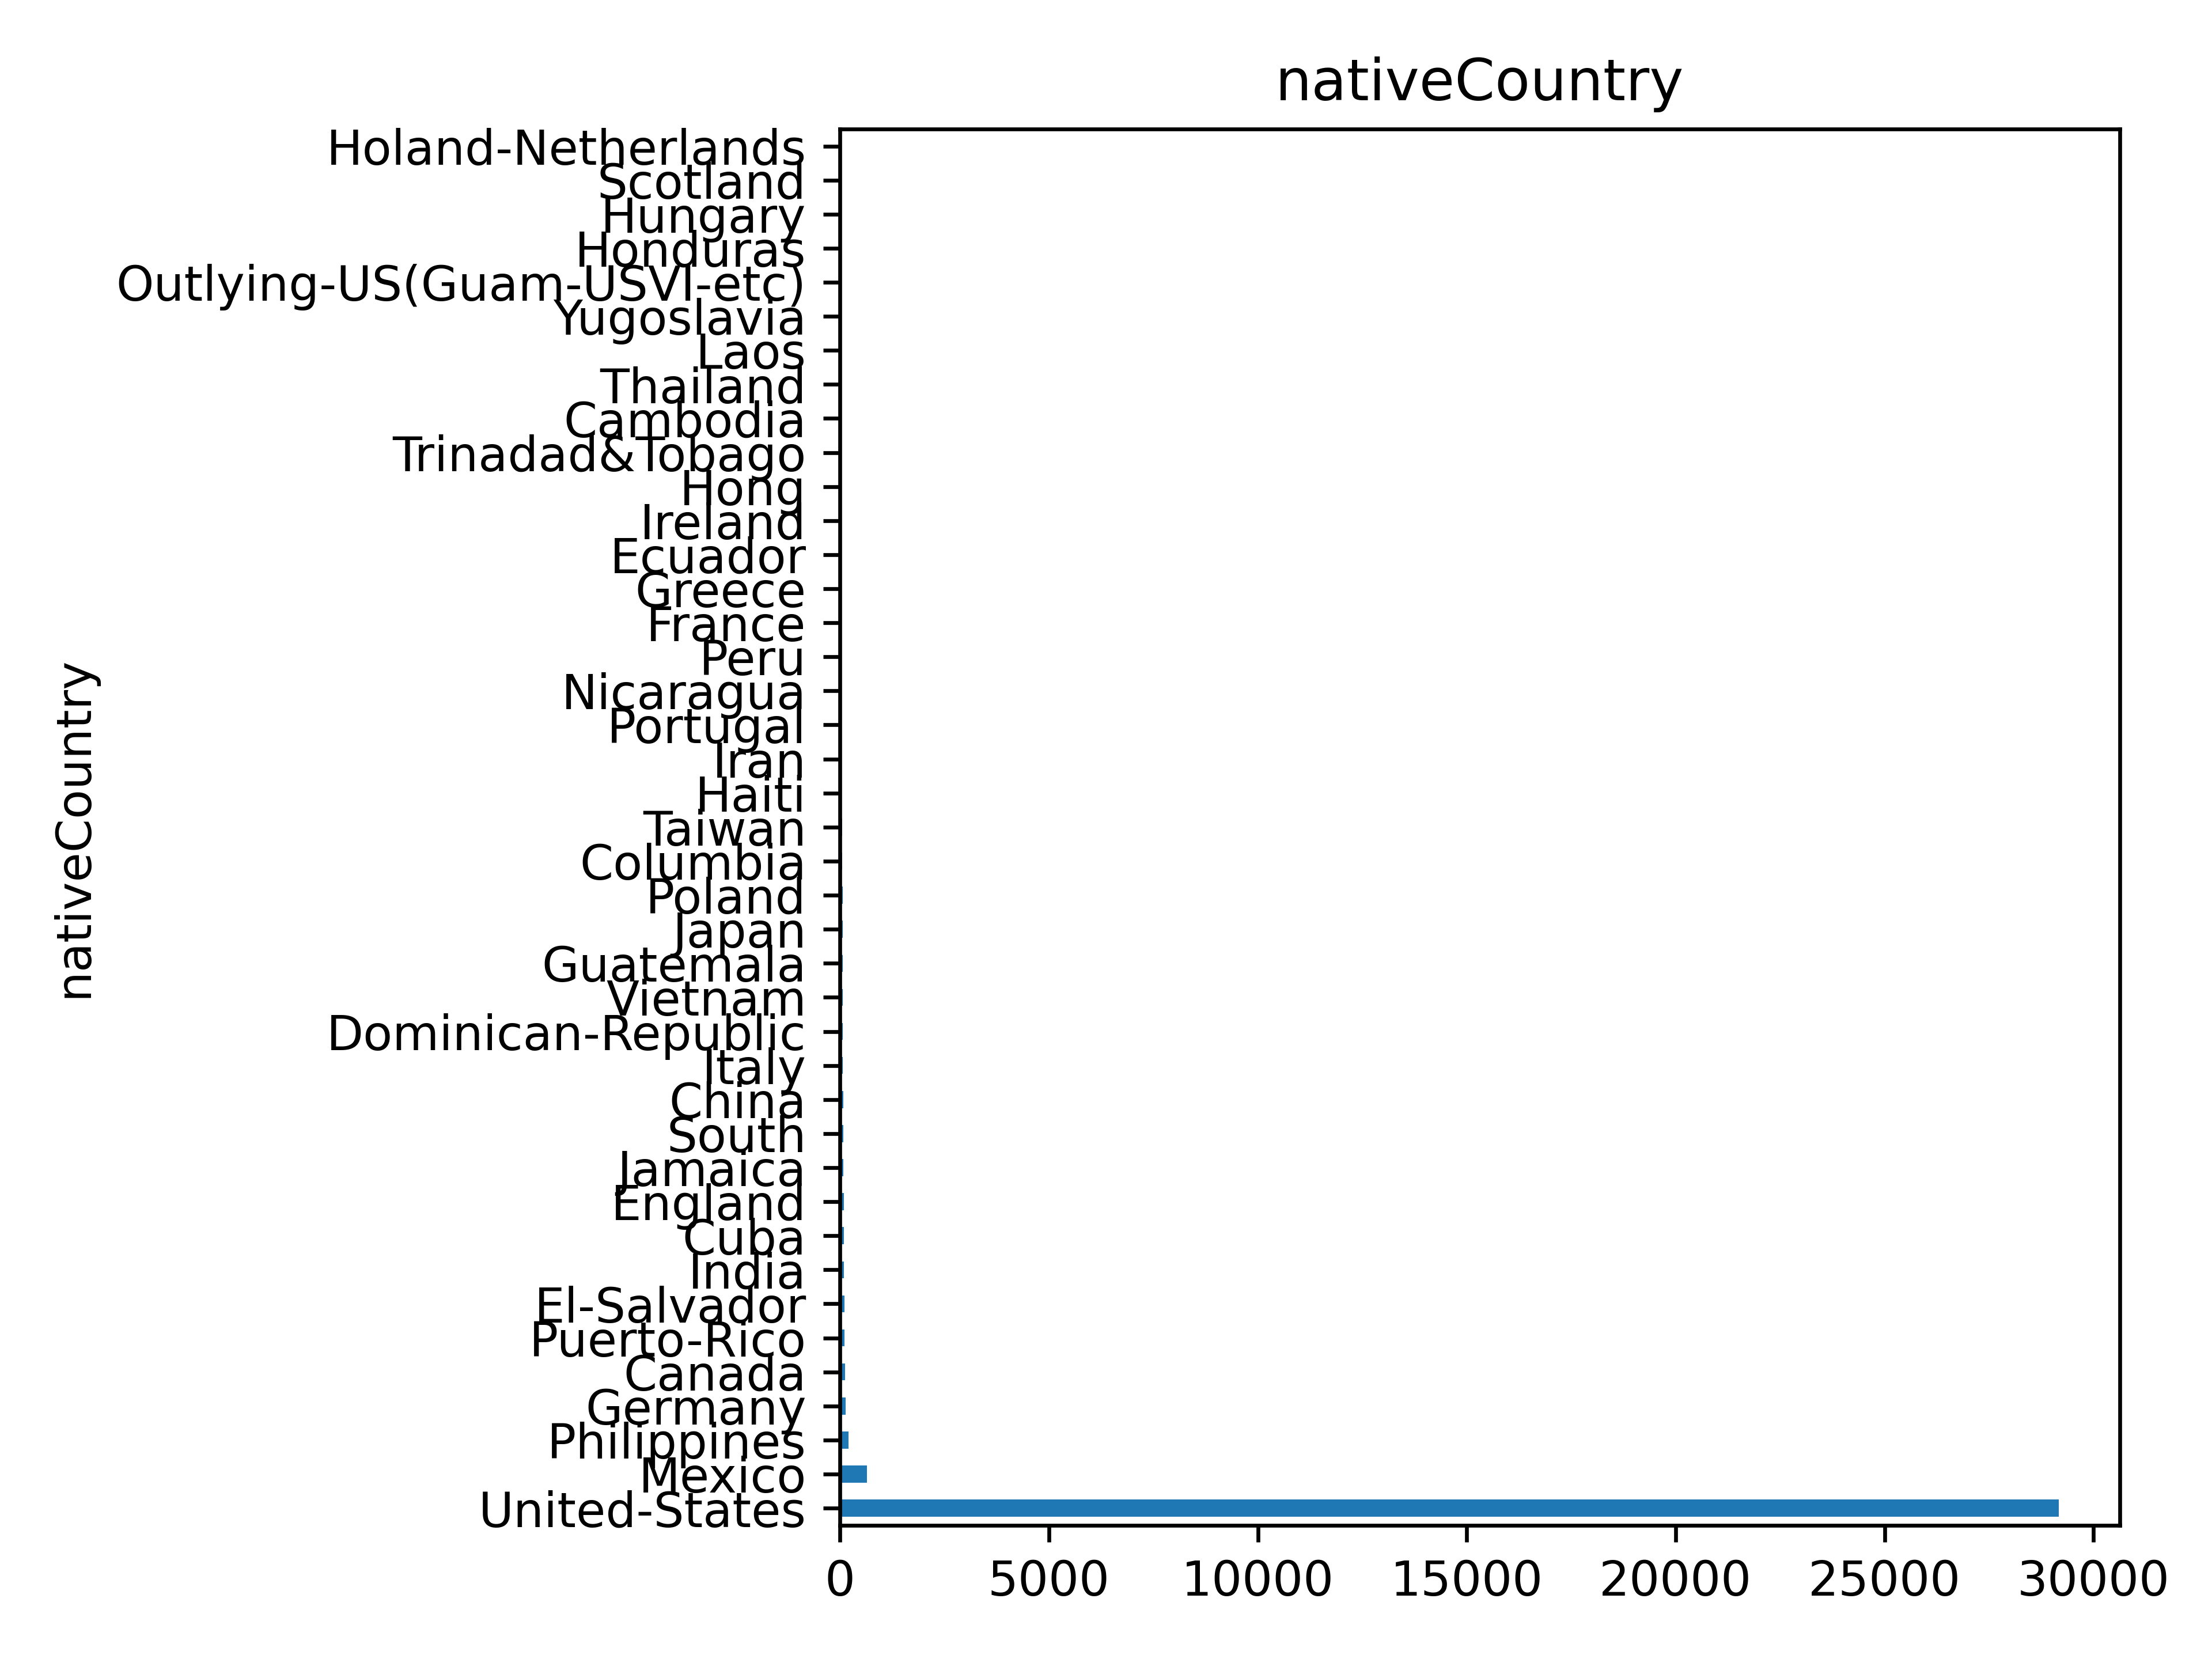 nativeCountry
Holand-Netherlands
Scotland
Hungary
Honduras
Outlying-US(Guam-USVI-etc)
Yugoslavia
Laos
Thailand
Cambodia
Trinadad&Tobago
Hong
Ireland
Ecuador
Greece
France
Peru
Nicaragua
Portugal
Iran
Haiti
Taiwan
Columbia
Poland
Japan
Guatemala
Vietnam
Dominican-Republic
Italy
China
South
Jamaica
England
Cuba
India
El-Salvador
Puerto-Rico
Canada
Germany
Philippines
Mexico
United-States
nativeCountry
0 5000 10000 15000 20000 25000 30000